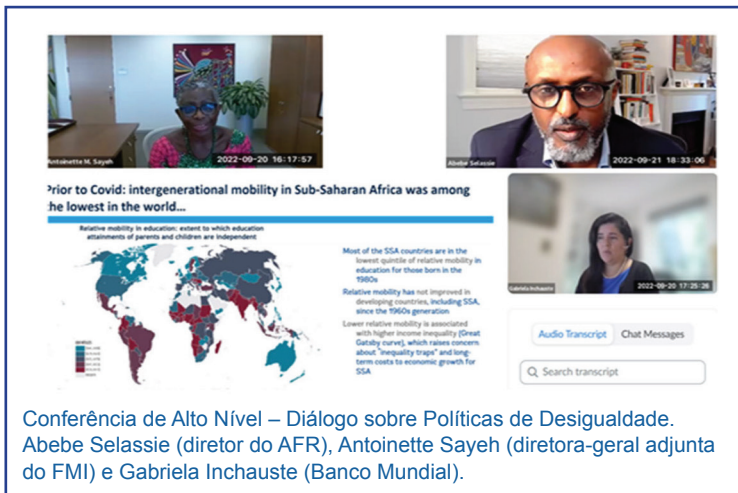 Antoinette M. Sayeh
2022-09-20 16:17:57
Abebe Selassie
2022-09-21 18:33:06
Prior to Covid: intergenerational mobility in Sub-Saharan Africa was among
the lowest in the world...
Relative mobility in education: extent to which education
attainments of parents and children are independent
Most of the SSA countries are in the
lowest quintile of relative mobility in
education for those born in the
1980s
Relative mobility has not improved in
developing countries, including SSA,
since the 1960s generation
Lower relative mobility is associated
with higher income inequality (Great
Gatsby curve), which raises concern
about "inequality traps" and long-
term costs to economic growth for
SSA
Gabriela Inchauste
2022-09-20 17:25:26
Audio Transcript
Chat Messages
Search transcript
Conferência de Alto Nível – Diálogo sobre Políticas de Desigualdade.
Abebe Selassie (diretor do AFR), Antoinette Sayeh (diretora-geral adjunta
do FMI) e Gabriela Inchauste (Banco Mundial).